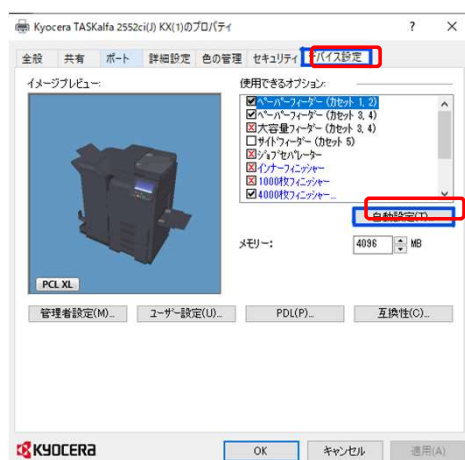 Kyocera TASKalfa 2552ci(J) KX(1)のプロパティ
? ×
全般 共有 ポート 詳細設定 色の管理 セキュリティ デバイス設定
イメージプレビュー:
使用できるオプション:
ペーパーフィーダー (カセット 1, 2)
ペーパーフィーダー (カセット 3, 4)
大容量フィーダー (カセット 3, 4)
サイドフィーダー (カセット 5)
ジョブセパレーター
インナーフィニッシャー
1000枚フィニッシャー
4000枚フィニッシャー...
自動設定(T)...
メモリー: 4096 MB
PCL XL
管理者設定(M)... ユーザー設定(U)... PDL(P)... 互換性(C)...
KYOCERA
OK キャンセル 適用(A)